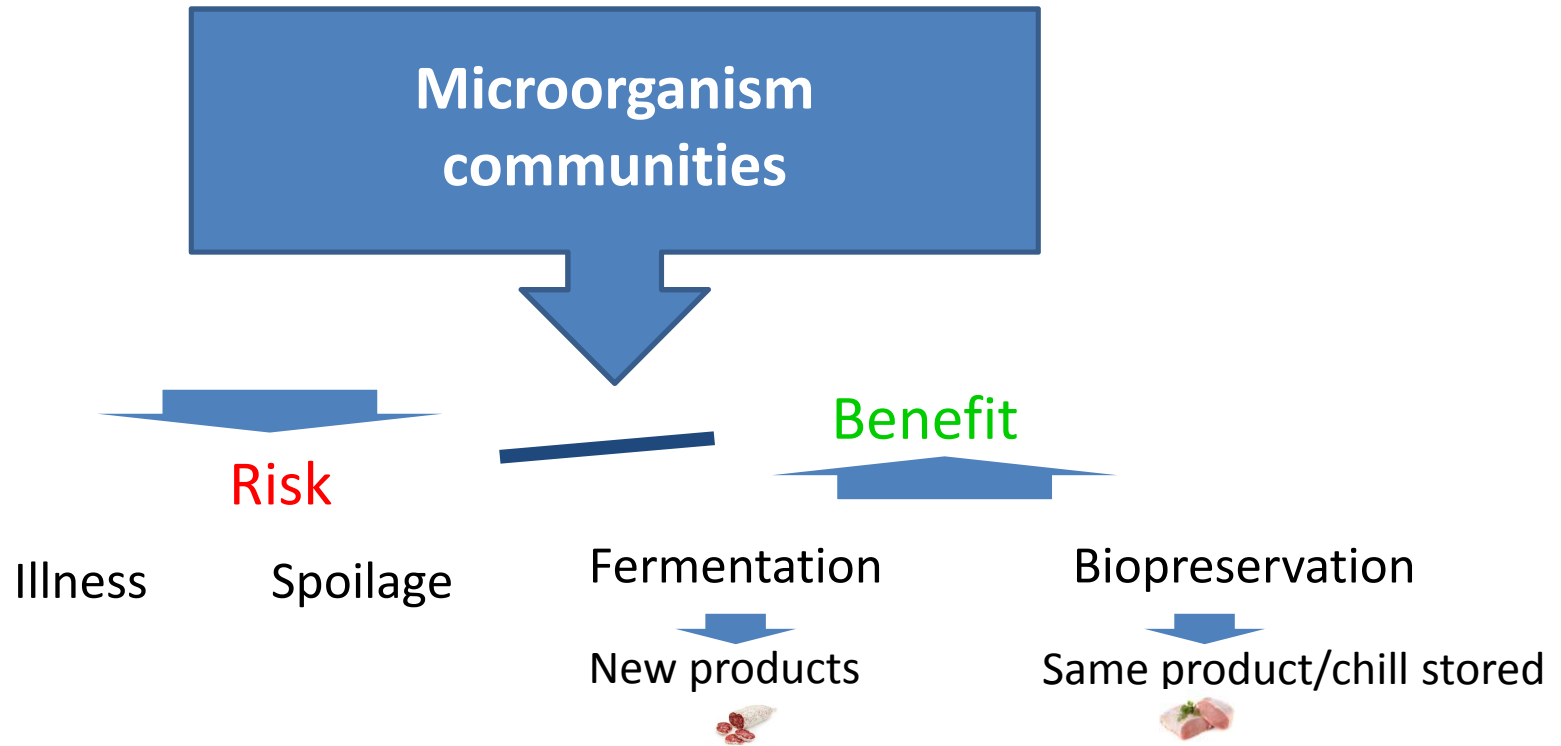 Microorganism
communities
Benefit
Risk
Illness
Spoilage
Fermentation
Biopreservation
New products
Same product/chill stored